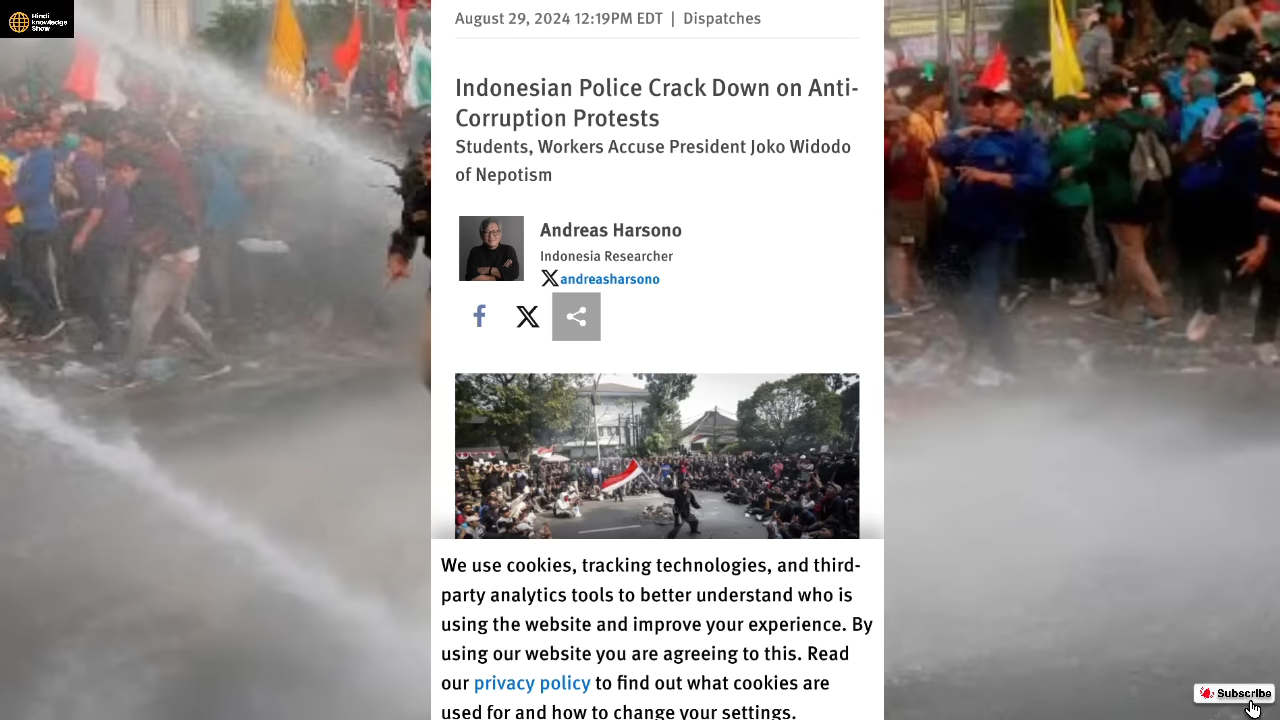 Hindi
knowledge
Show
August 29, 2024 12:19PM EDT | Dispatches
Indonesian Police Crack Down on Anti-
Corruption Protests
Students, Workers Accuse President Joko Widodo
of Nepotism
Andreas Harsono
Indonesia Researcher
andreasharsono
We use cookies, tracking technologies, and third-
party analytics tools to better understand who is
using the website and improve your experience. By
using our website you are agreeing to this. Read
our privacy policy to find out what cookies are
used for and how to change your settings.
Subscribe